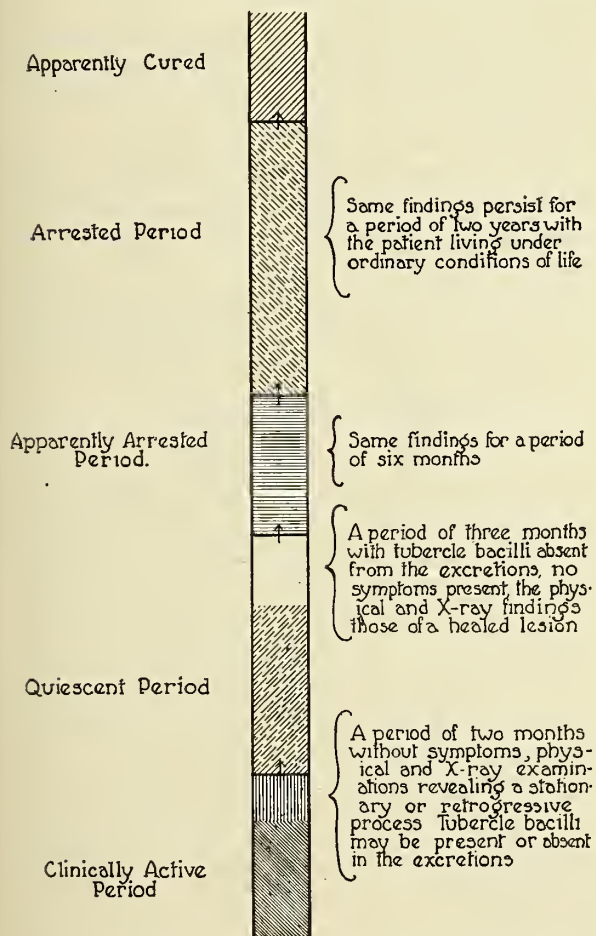 Apparently Cured
Arrested Period
Same findings persist for
a period of two years with
the patient living under
ordinary conditions of life
Apparently Arrested
Period.
Same findings for a period
of six months
A period of three months
with tubercle bacilli absent
from the excretions, no
symptoms present, the phys-
ical and X-ray findings
those of a healed lesion
Quiescent Period
A period of two months
without symptoms, phys-
ical and X-ray examin-
ations revealing a station-
ary or retrogressive
process Tubercle bacilli
may be present or absent
in the excretions
Clinically Active
Period